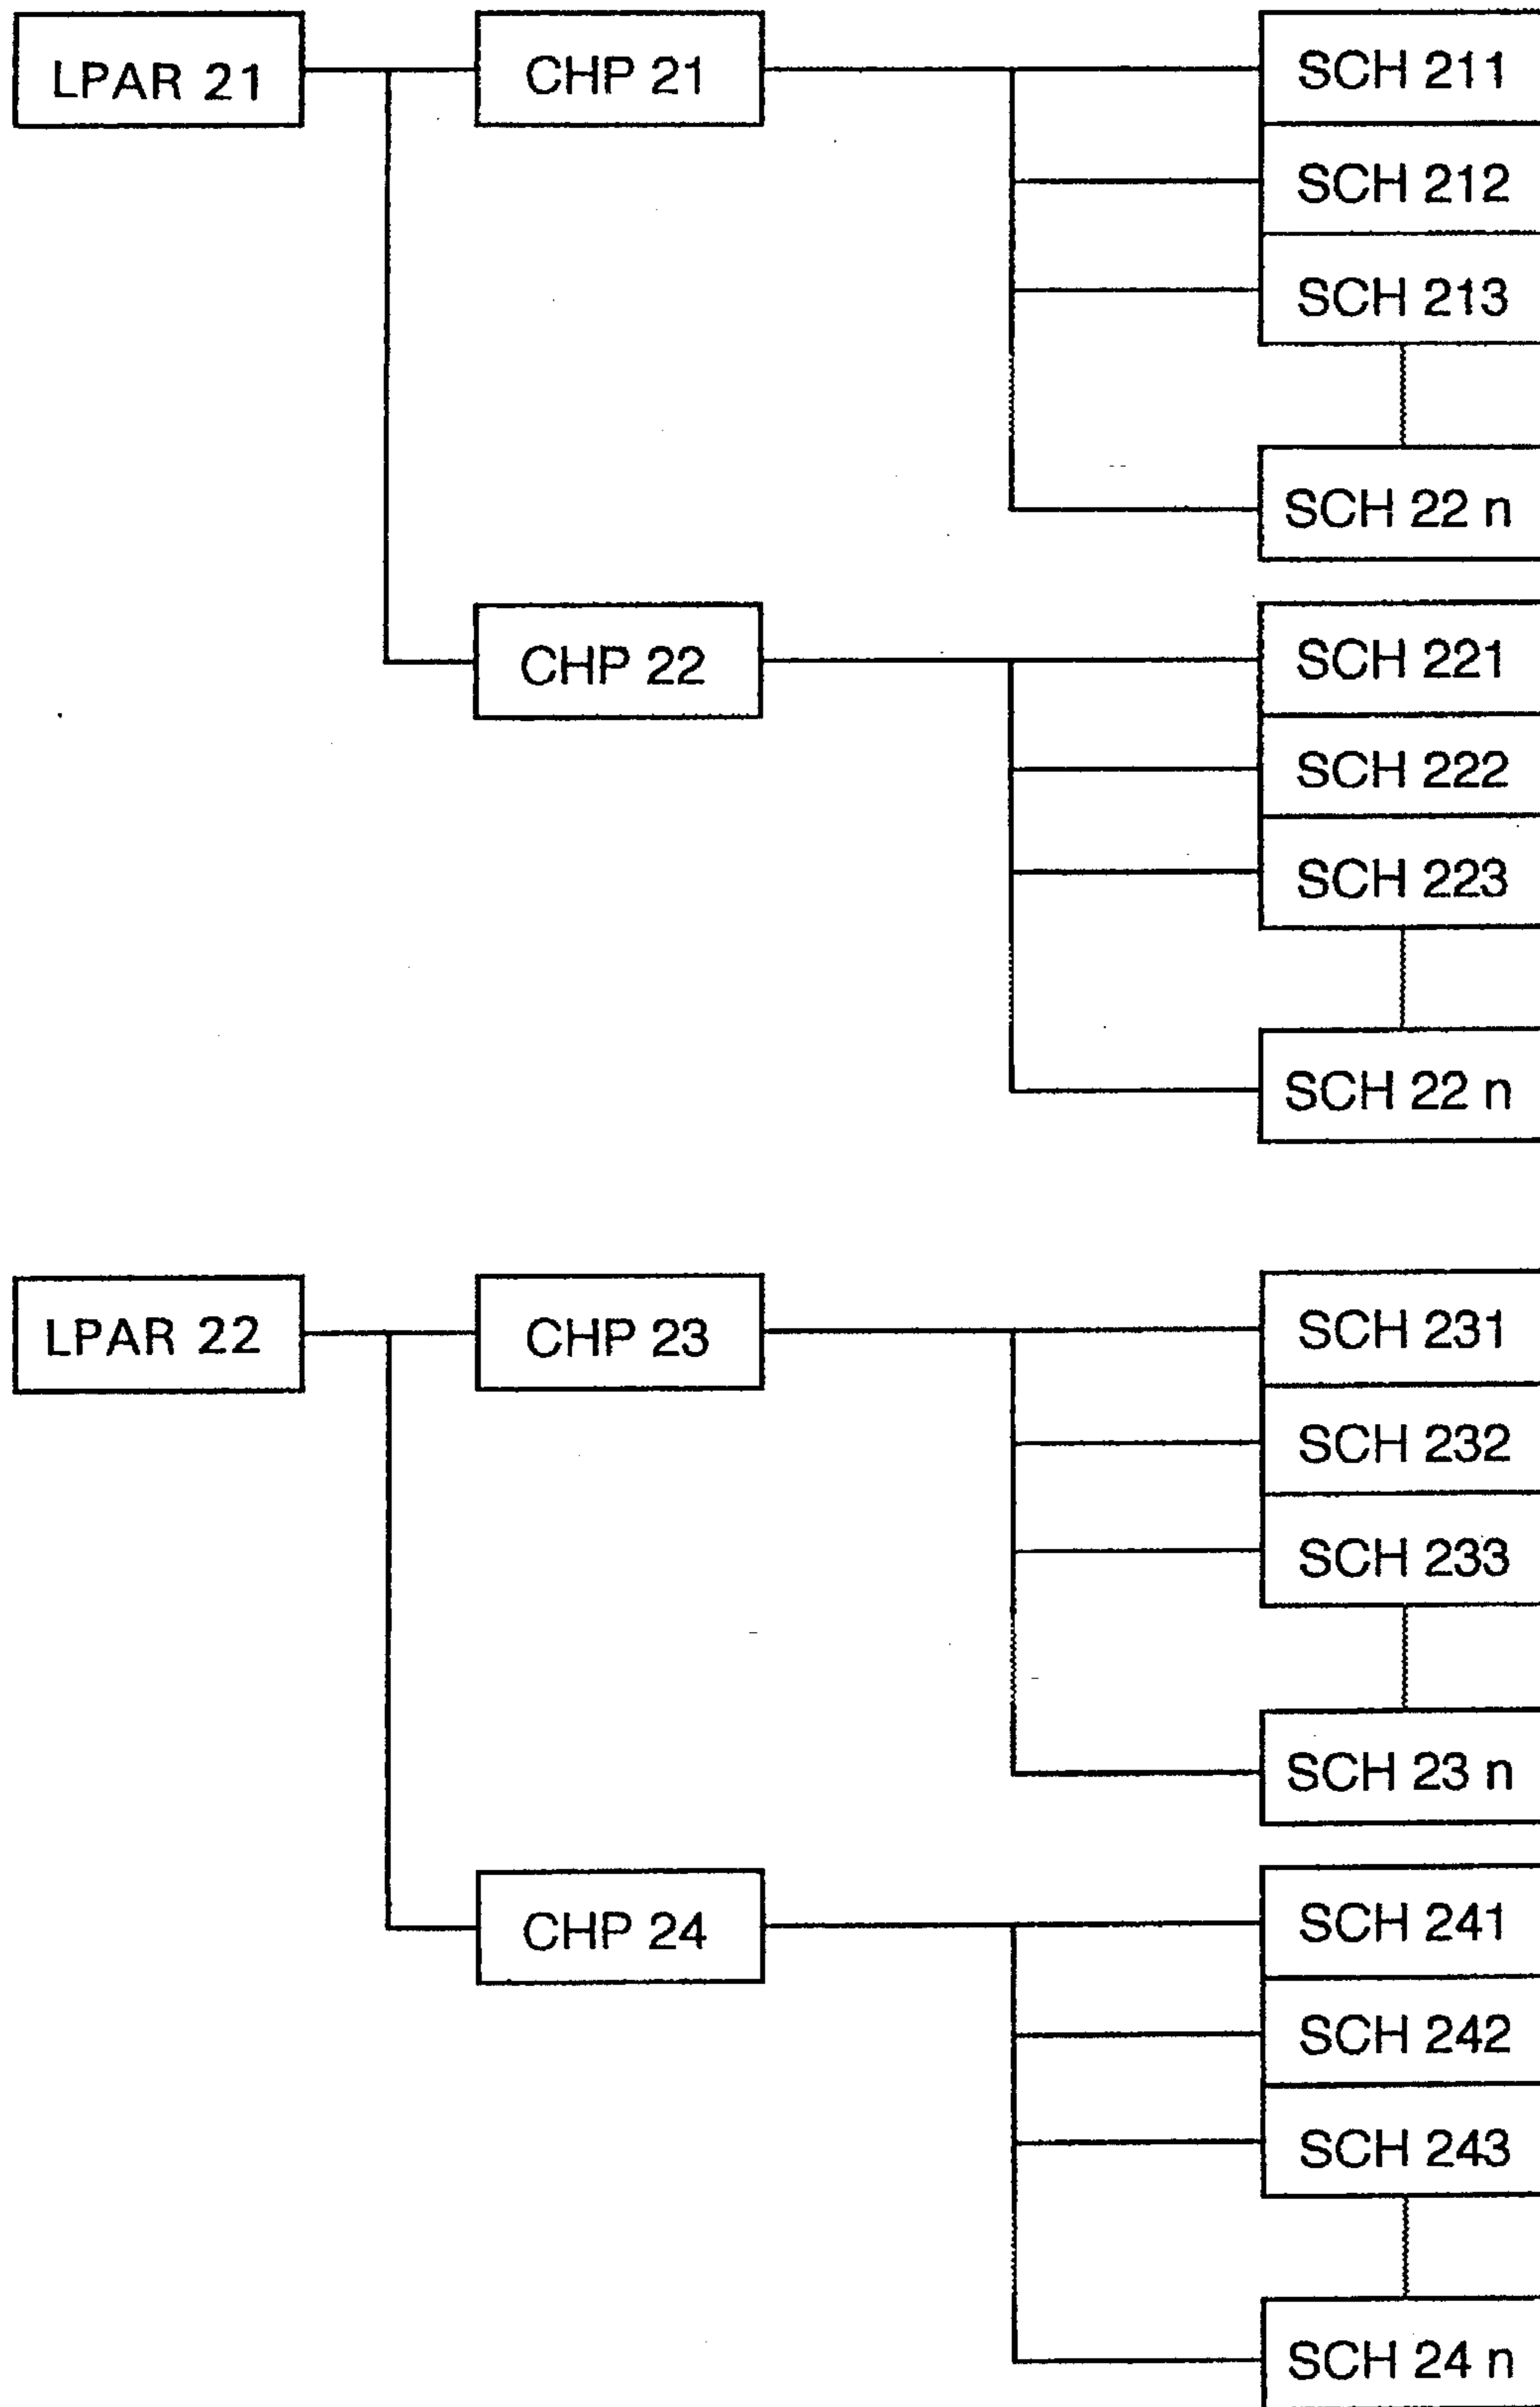 LPAR 21
CHP 21
SCH 211
SCH 212
SCH 213
SCH 22 n
CHP 22
SCH 221
SCH 222
SCH 223
SCH 22 n
LPAR 22
CHP 23
SCH 231
SCH 232
SCH 233
SCH 23 n
CHP 24
SCH 241
SCH 242
SCH 243
SCH 24 n